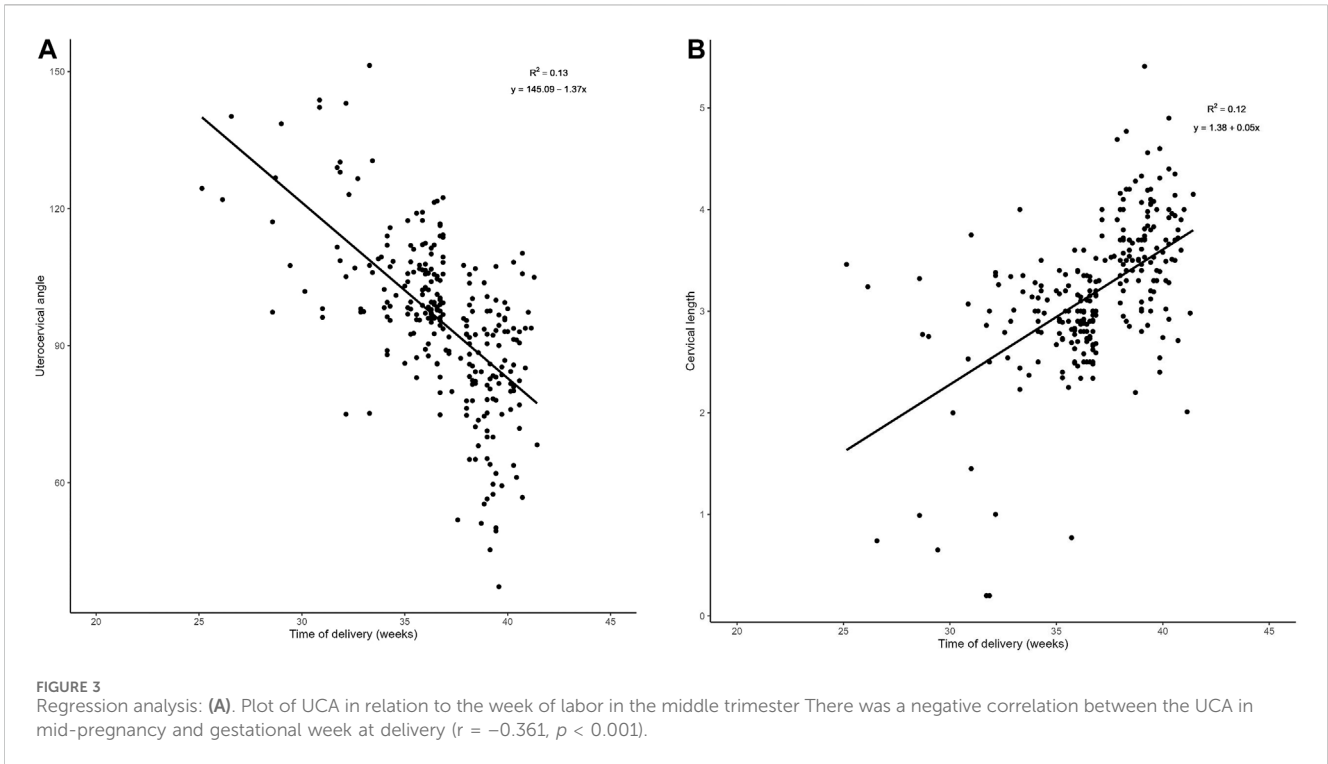 A
R² = 0.13
y = 145.09 − 1.37x
150
120
90
60
Uterocervical angle
20
25
30
35
40
45
Time of delivery (weeks)
B
R² = 0.12
y = 1.38 + 0.05x
5
4
3
2
1
0
Cervical length
20
25
30
35
40
45
Time of delivery (weeks)
FIGURE 3
Regression analysis: (A). Plot of UCA in relation to the week of labor in the middle trimester There was a negative correlation between the UCA in
mid-pregnancy and gestational week at delivery (r = −0.361, p < 0.001).